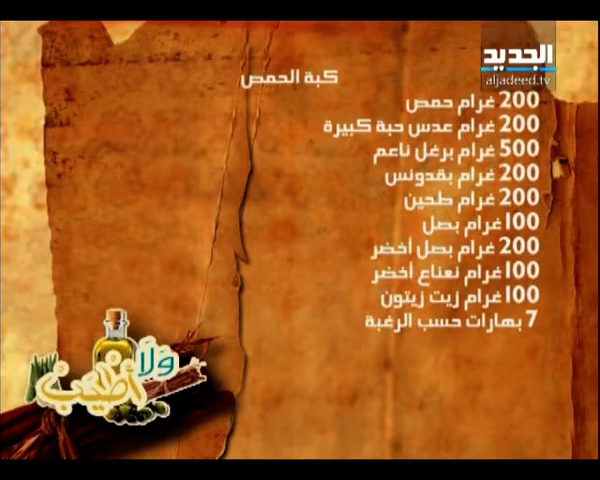 الجديد
aljadeed.tv
كبة الحمص
200 غرام حمص
200 غرام عدس حبة كبيرة
500 غرام برغل ناعم
200 غرام بقدونس
200 غرام طحين
100 غرام بصل
200 غرام بصل أخضر
100 غرام نعناع أخضر
100 غرام زيت زيتون
7 بهارات حسب الرغبة
ولا أطيب